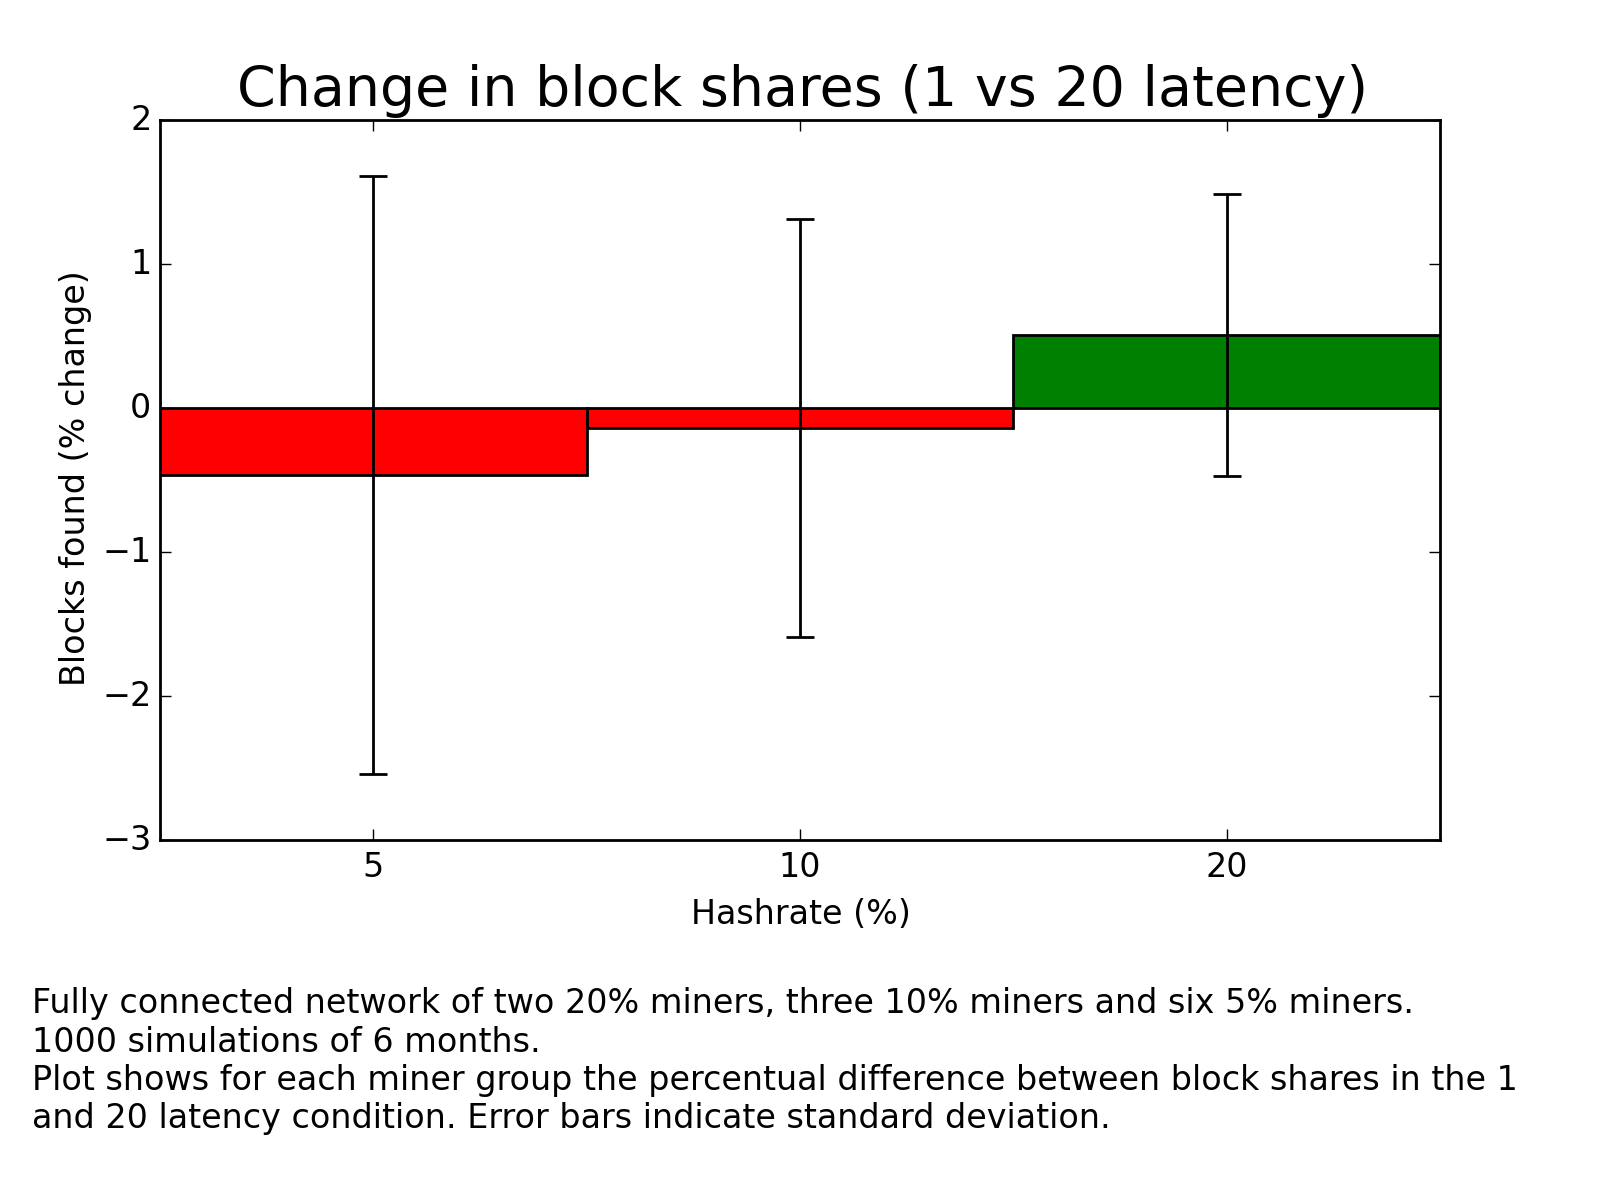 Change in block shares (1 vs 20 latency)
2
1
0
−1
−2
−3
Blocks found (% change)
5 10 20
Hashrate (%)
Fully connected network of two 20% miners, three 10% miners and six 5% miners.
1000 simulations of 6 months.
Plot shows for each miner group the percentual difference between block shares in the 1
and 20 latency condition. Error bars indicate standard deviation.